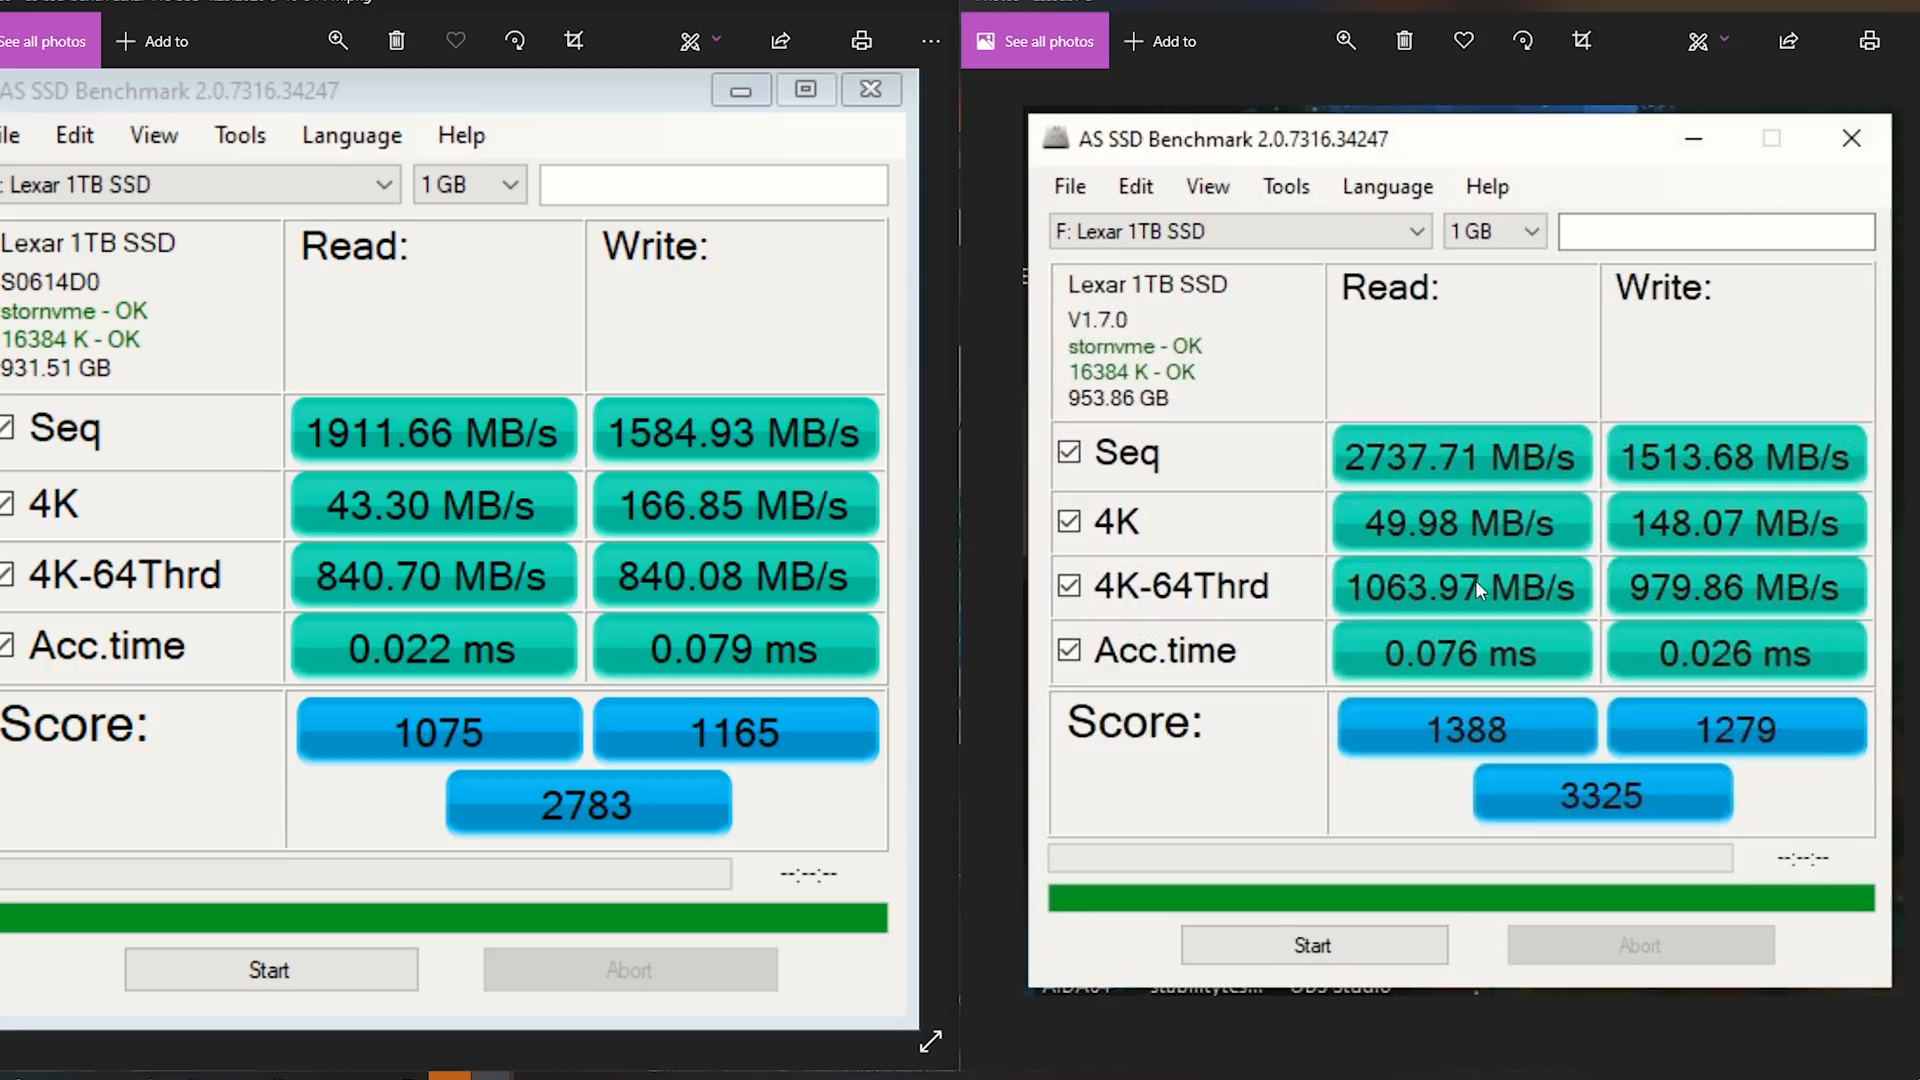 See all photos
Add to
AS SSD Benchmark 2.0.7316.34247
Edit View Tools Language Help
: Lexar 1TB SSD
1 GB
Lexar 1TB SSD
S0614D0
stornvme - OK
16384 K - OK
931.51 GB
Read:
Write:
Seq
1911.66 MB/s
1584.93 MB/s
4K
43.30 MB/s
166.85 MB/s
4K-64Thrd
840.70 MB/s
840.08 MB/s
Acc.time
0.022 ms
0.079 ms
Score:
1075
1165
2783
--:--:--
Start
Abort
See all photos
Add to
AS SSD Benchmark 2.0.7316.34247
File Edit View Tools Language Help
F: Lexar 1TB SSD
1 GB
Lexar 1TB SSD
V1.7.0
stornvme - OK
16384 K - OK
953.86 GB
Read:
Write:
Seq
2737.71 MB/s
1513.68 MB/s
4K
49.98 MB/s
148.07 MB/s
4K-64Thrd
1063.97 MB/s
979.86 MB/s
Acc.time
0.076 ms
0.026 ms
Score:
1388
1279
3325
--:--:--
Start
Abort
OBS Studio